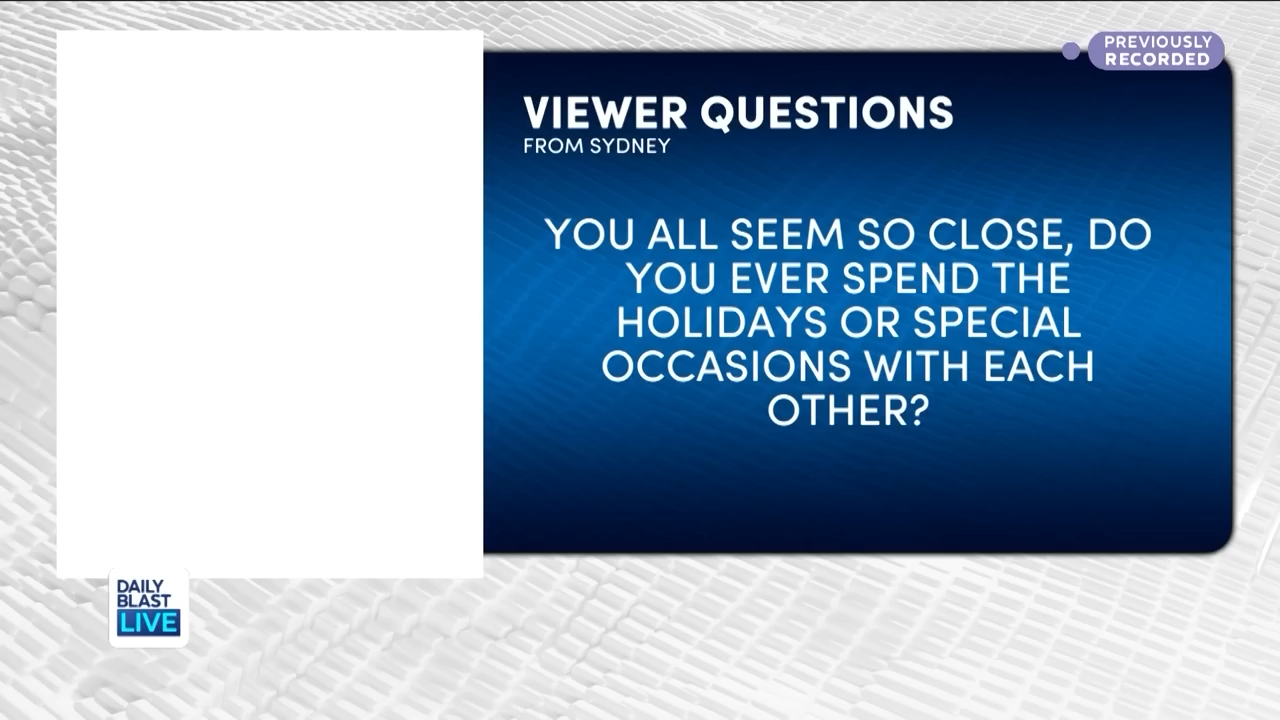 PREVIOUSLY
RECORDED
VIEWER QUESTIONS
FROM SYDNEY
YOU ALL SEEM SO CLOSE, DO
YOU EVER SPEND THE
HOLIDAYS OR SPECIAL
OCCASIONS WITH EACH
OTHER?
DAILY
BLAST
LIVE